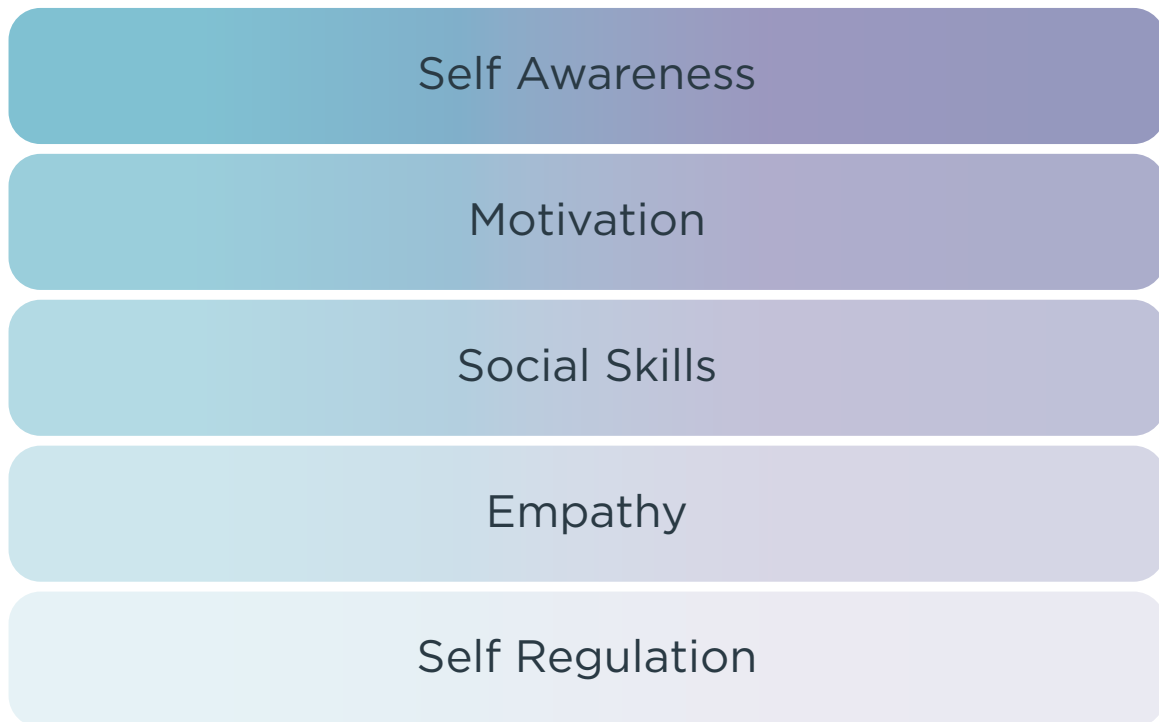 Self Awareness
Motivation
Social Skills
Empathy
Self Regulation